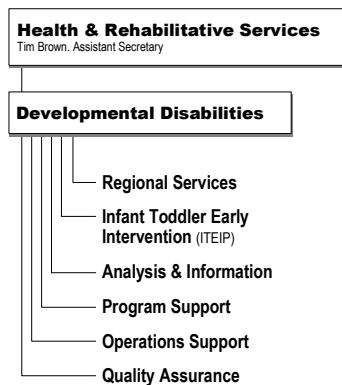 Health & Rehabilitative Services
Tim Brown. Assistant Secretary
Developmental Disabilities
Regional Services
Infant Toddler Early
Intervention (ITEIP)
Analysis & Information
Program Support
Operations Support
Quality Assurance